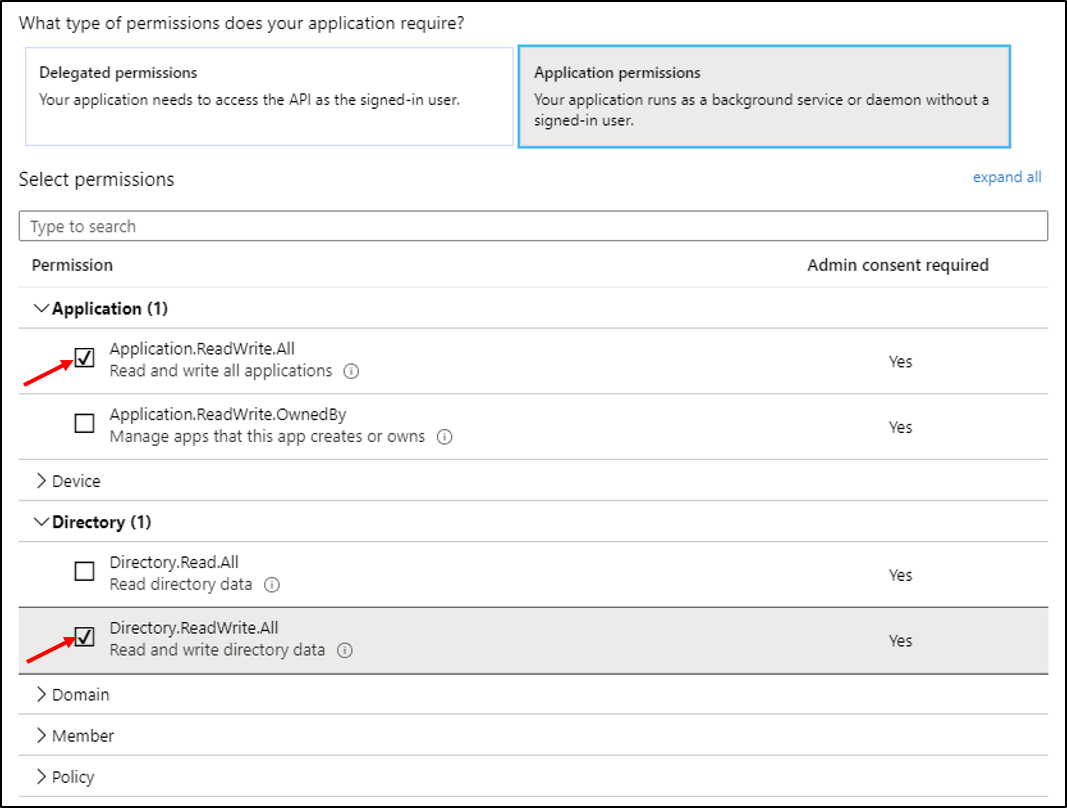 What type of permissions does your application require?
Delegated permissions
Your application needs to access the API as the signed-in user.
Application permissions
Your application runs as a background service or daemon without a
signed-in user.
Select permissions
expand all
Type to search
Permission
Admin consent required
Application (1)
Application.ReadWrite.All
Read and write all applications
Yes
Application.ReadWrite.OwnedBy
Manage apps that this app creates or owns
Yes
Device
Directory (1)
Directory.Read.All
Read directory data
Yes
Directory.ReadWrite.All
Read and write directory data
Yes
Domain
Member
Policy